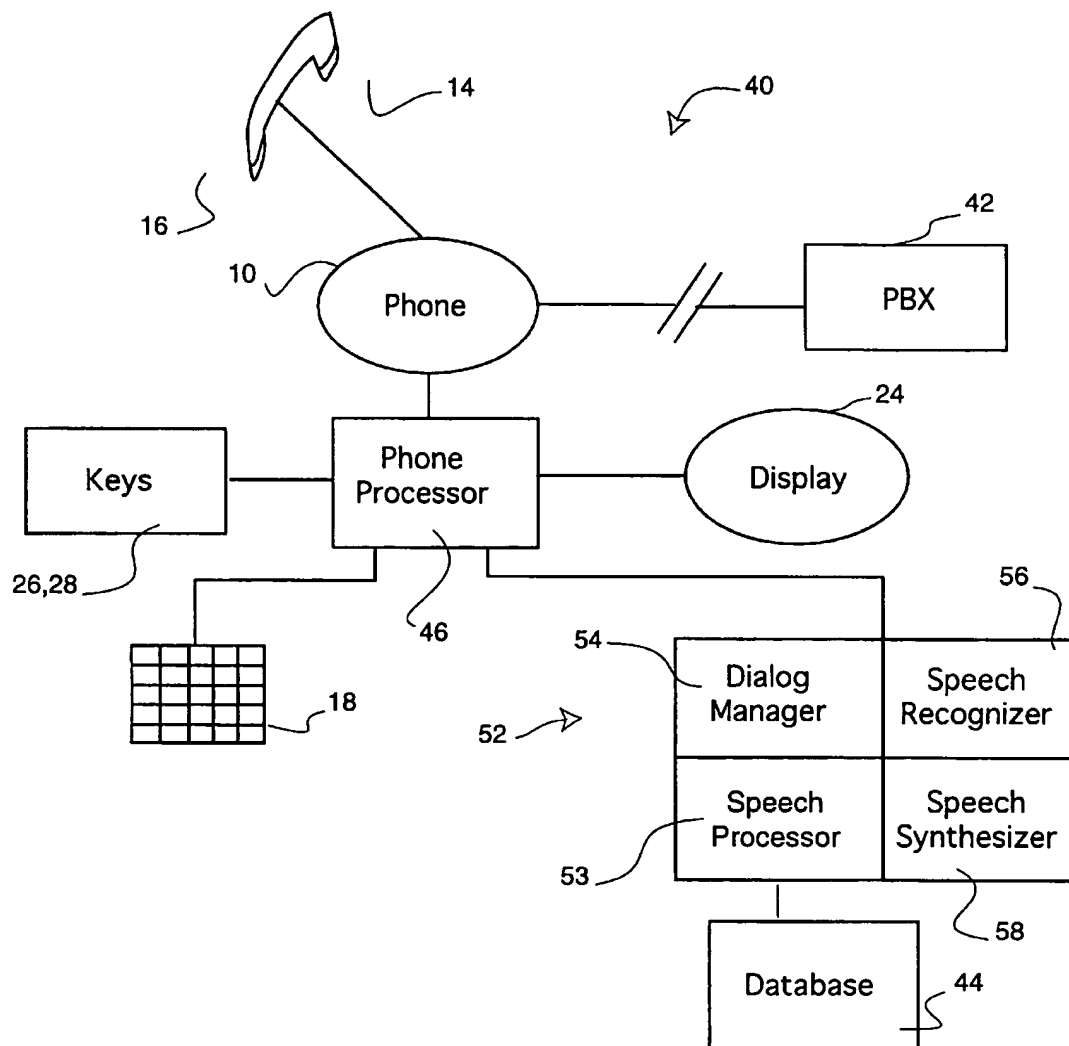 14
40
16
42
10
Phone
PBX
24
Keys
Phone
Processor
Display
26,28
46
56
54
Dialog
Manager
Speech
Recognizer
18
52
Speech
Processor
Speech
Synthesizer
53
58
Database
44